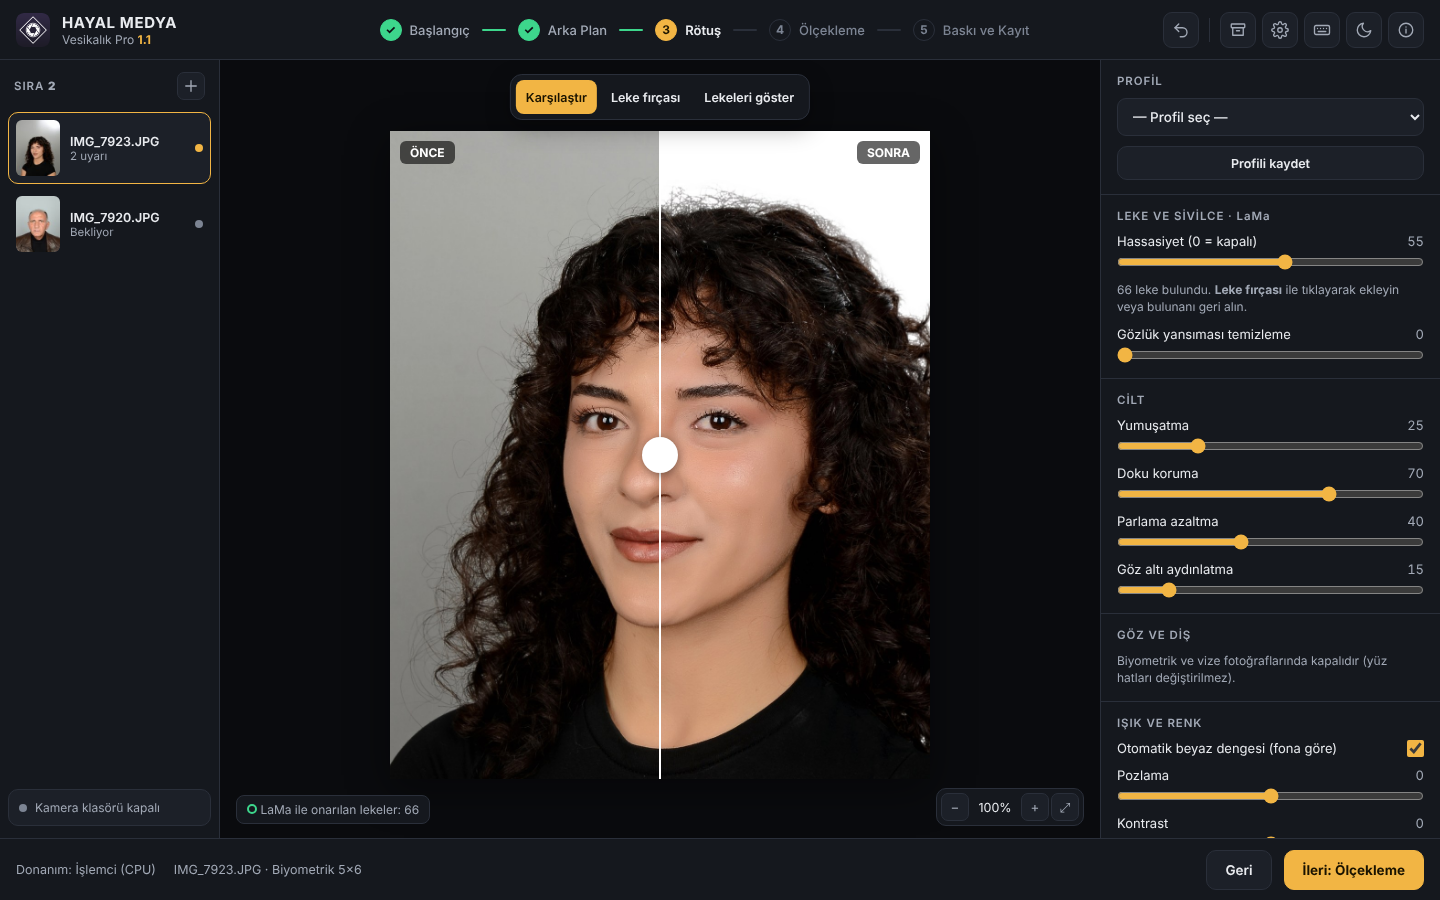 HAYAL MEDYA
Vesikalık Pro 1.1
Başlangıç
Arka Plan
3 Rötuş
4 Ölçekleme
5 Baskı ve Kayıt
SIRA 2
IMG_7923.JPG
2 uyarı
IMG_7920.JPG
Bekliyor
Kamera klasörü kapalı
Karşılaştır
Leke fırçası
Lekeleri göster
ÖNCE
SONRA
LaMa ile onarılan lekeler: 66
− 100% +
PROFİL
— Profil seç —
Profili kaydet
LEKE VE SİVİLCE · LaMa
Hassasiyet (0 = kapalı) 55
66 leke bulundu. Leke fırçası ile tıklayarak ekleyin
veya bulunanı geri alın.
Gözlük yansıması temizleme 0
CİLT
Yumuşatma 25
Doku koruma 70
Parlama azaltma 40
Göz altı aydınlatma 15
GÖZ VE DİŞ
Biyometrik ve vize fotoğraflarında kapalıdır (yüz
hatları değiştirilmez).
IŞIK VE RENK
Otomatik beyaz dengesi (fona göre)
Pozlama 0
Kontrast 0
Donanım: İşlemci (CPU) IMG_7923.JPG · Biyometrik 5×6
Geri
İleri: Ölçekleme